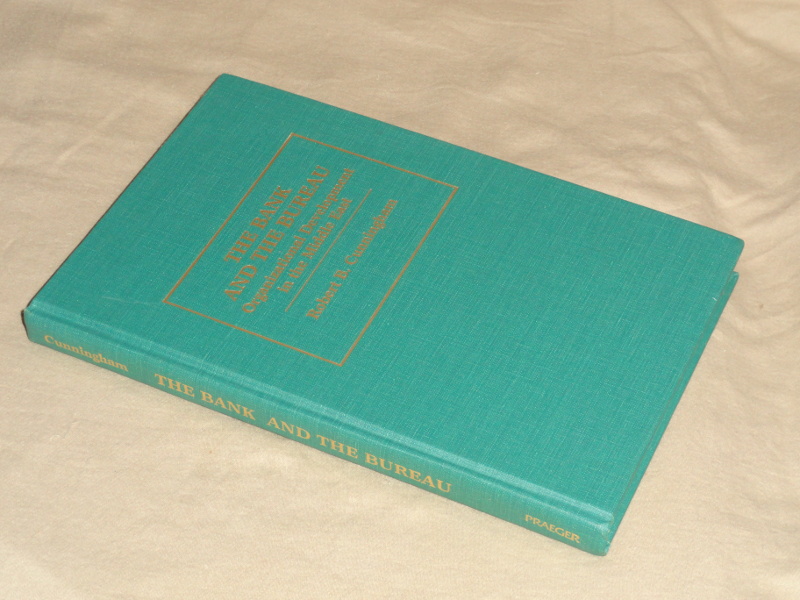 THE BANK
AND THE BUREAU
Organizational Development
in the Middle East
Robert B. Cunningham
Cunningham THE BANK AND THE BUREAU PRAEGER